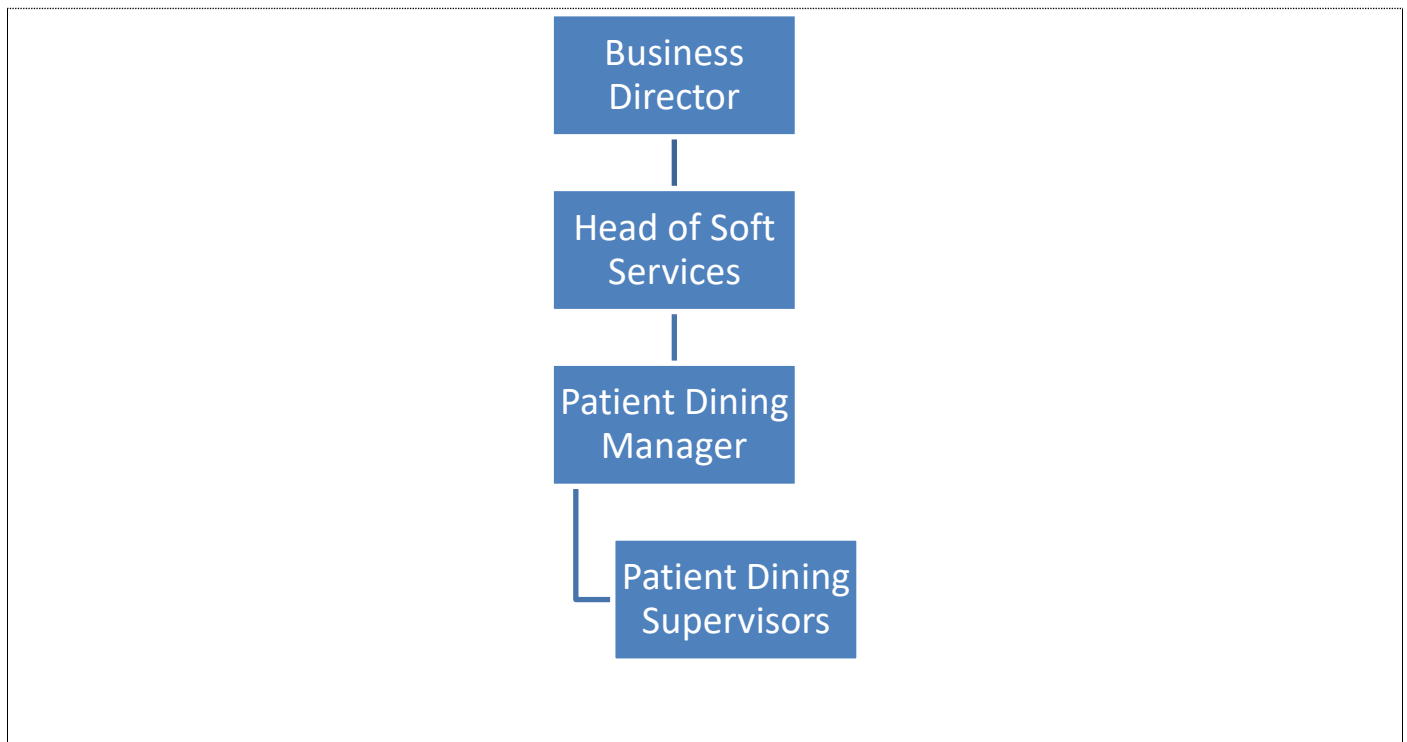 Business
Director
Head of Soft
Services
Patient Dining
Manager
Patient Dining
Supervisors